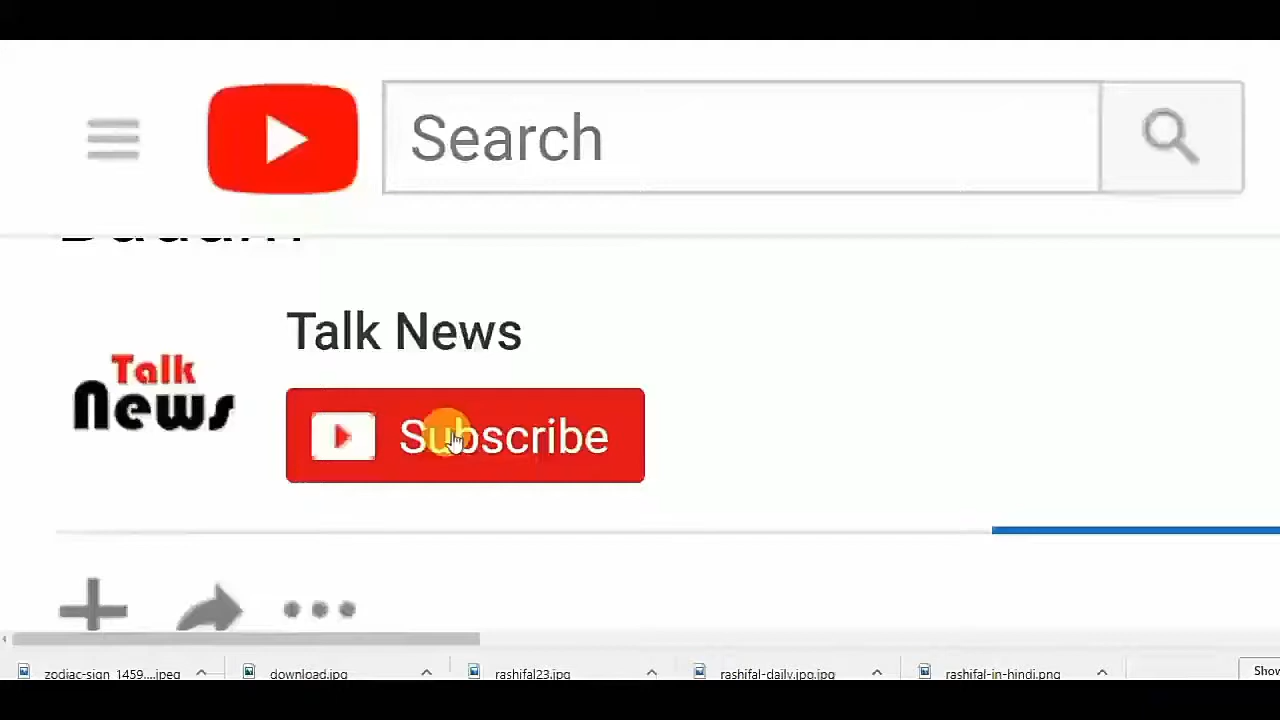 Search
Talk News
Talk
News
Subscribe
zodiac-sign_1459....jpeg
download.jpg
rashifal23.jpg
rashifal-daily.jpg.jpg
rashifal-in-hindi.png
Show